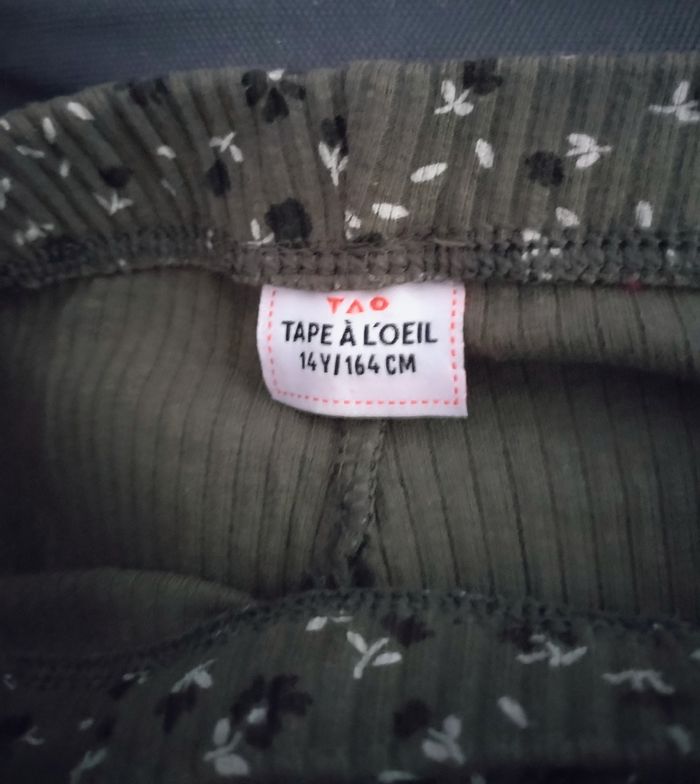 TAO
TAPE À L'OEIL
14Y/164 CM